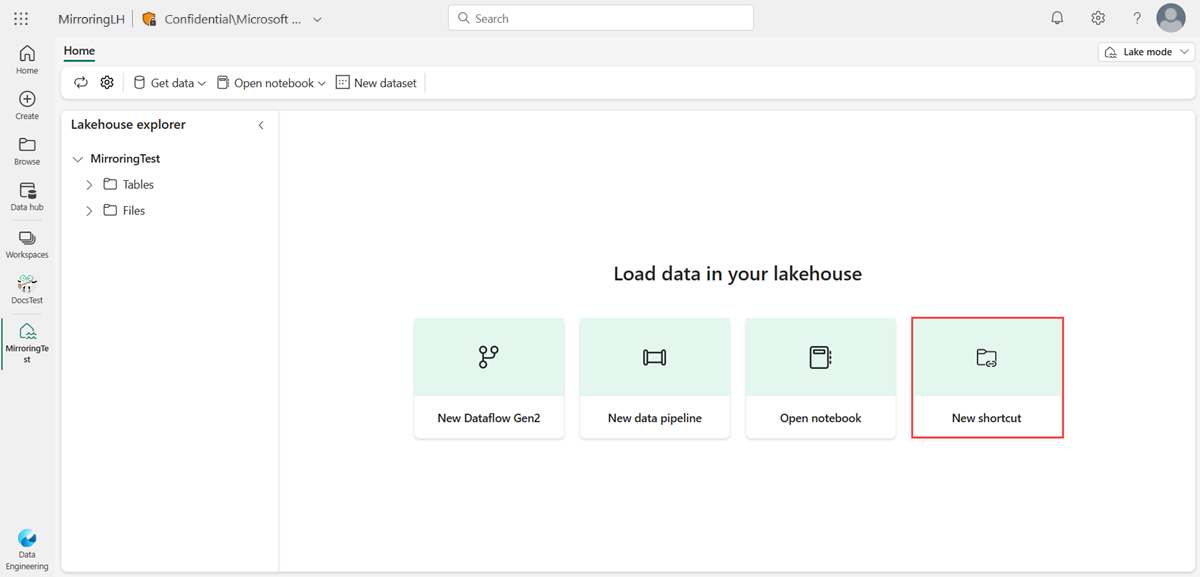 MirroringLH
Confidential\Microsoft ...
Search
Home
Lake mode
Get data
Open notebook
New dataset
Home
Create
Browse
Data hub
Workspaces
DocsTest
MirroringTe
st
Data
Engineering
Lakehouse explorer
MirroringTest
Tables
Files
Load data in your lakehouse
New Dataflow Gen2
New data pipeline
Open notebook
New shortcut